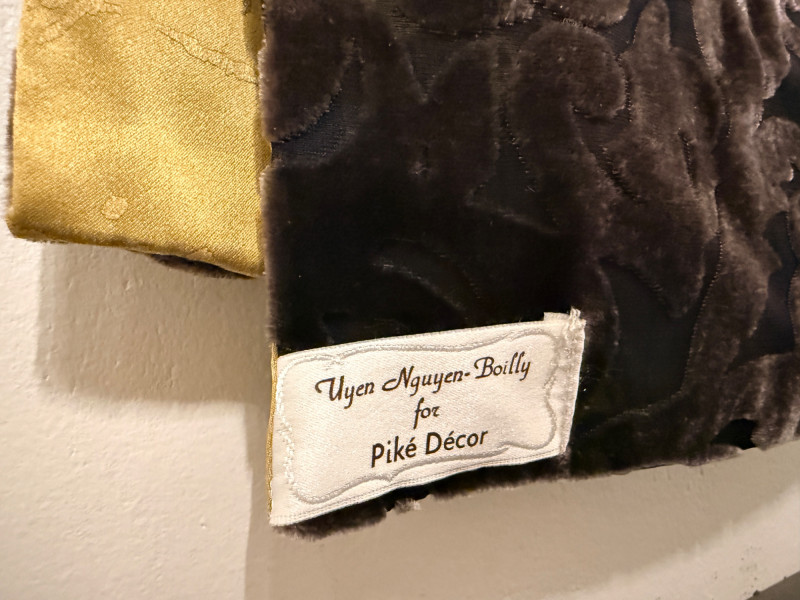 Uyen Nguyen-Boilly
for
Piké Décor